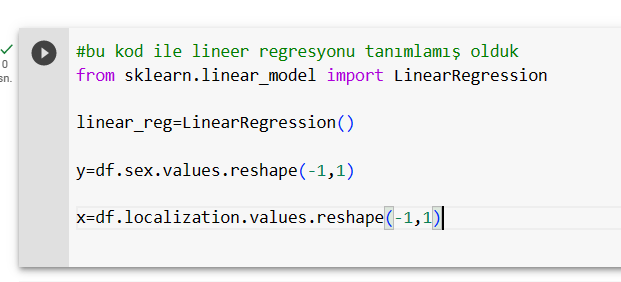 #bu kod ile lineer regresyonu tanımlamış olduk
0
from sklearn.linear_model import LinearRegression
sn.
linear_reg=LinearRegression()
y=df.sex.values.reshape(-1,1)
x=df.localization.values.reshape(-1,1)